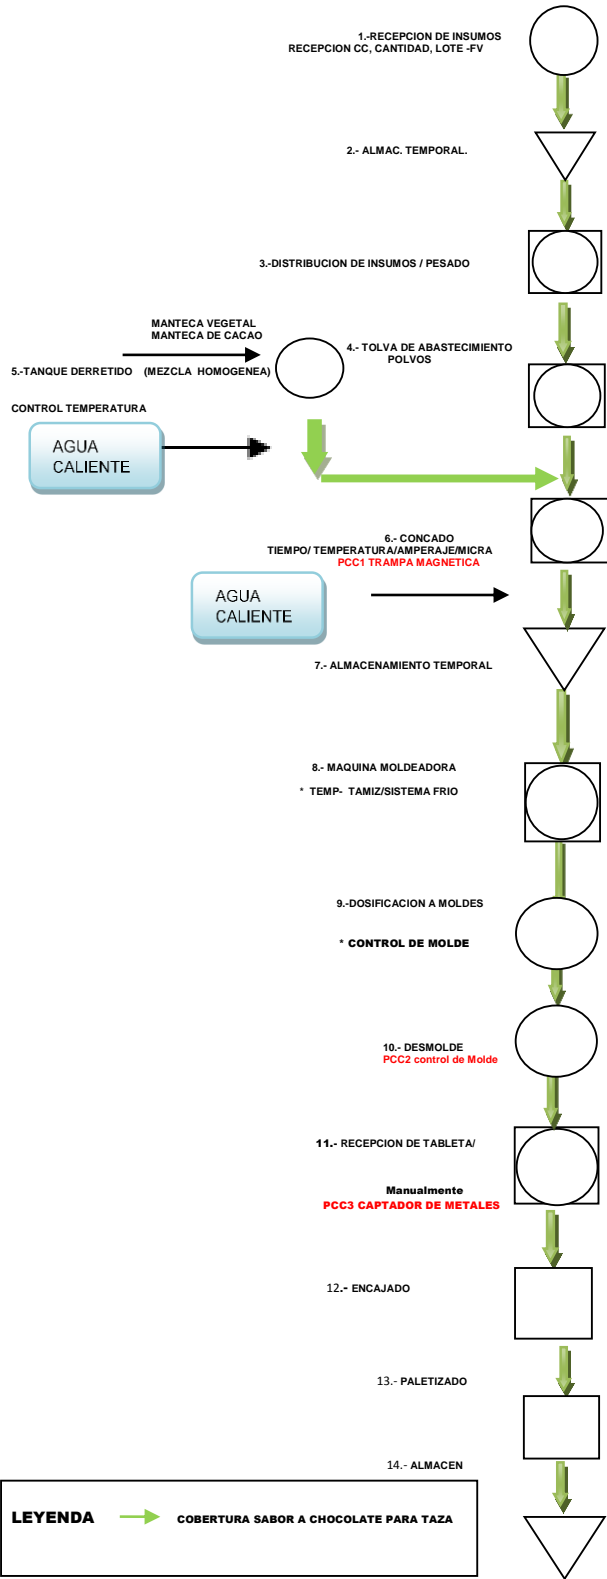 1.-RECEPCION DE INSUMOS
RECEPCION CC, CANTIDAD, LOTE -FV
2.- ALMAC. TEMPORAL.
3.-DISTRIBUCION DE INSUMOS / PESADO
MANTECA VEGETAL
MANTECA DE CACAO
4.- TOLVA DE ABASTECIMIENTO
POLVOS
5.-TANQUE DERRETIDO (MEZCLA HOMOGENEA)
CONTROL TEMPERATURA
AGUA
CALIENTE
6.- CONCADO
TIEMPO/ TEMPERATURA/AMPERAJE/MICRA
PCC1 TRAMPA MAGNETICA
AGUA
CALIENTE
7.- ALMACENAMIENTO TEMPORAL
8.- MAQUINA MOLDEADORA
* TEMP- TAMIZ/SISTEMA FRIO
9.-DOSIFICACION A MOLDES
* CONTROL DE MOLDE
10.- DESMOLDE
PCC2 control de Molde
11.- RECEPCION DE TABLETA/
Manualmente
PCC3 CAPTADOR DE METALES
12.- ENCAJADO
13.- PALETIZADO
14.- ALMACEN
LEYENDA COBERTURA SABOR A CHOCOLATE PARA TAZA